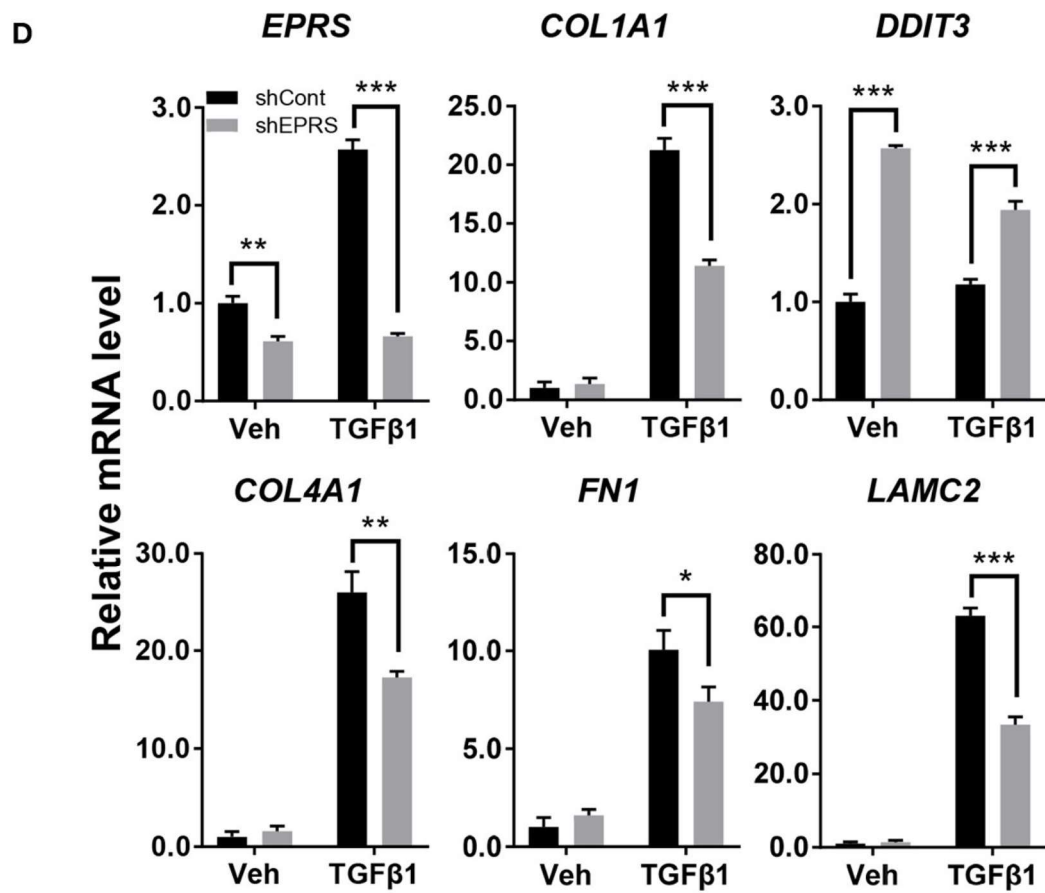 D
EPRS
COL1A1
DDIT3
Relative mRNA level
shCont
shEPRS
3.0
2.0
1.0
0.0
**
***
Veh
TGFβ1
25.0
20.0
15.0
10.0
5.0
0.0
***
Veh
TGFβ1
3.0
2.0
1.0
0.0
***
***
Veh
TGFβ1
COL4A1
FN1
LAMC2
30.0
20.0
10.0
0.0
**
Veh
TGFβ1
15.0
10.0
5.0
0.0
*
Veh
TGFβ1
80.0
60.0
40.0
20.0
0.0
***
Veh
TGFβ1